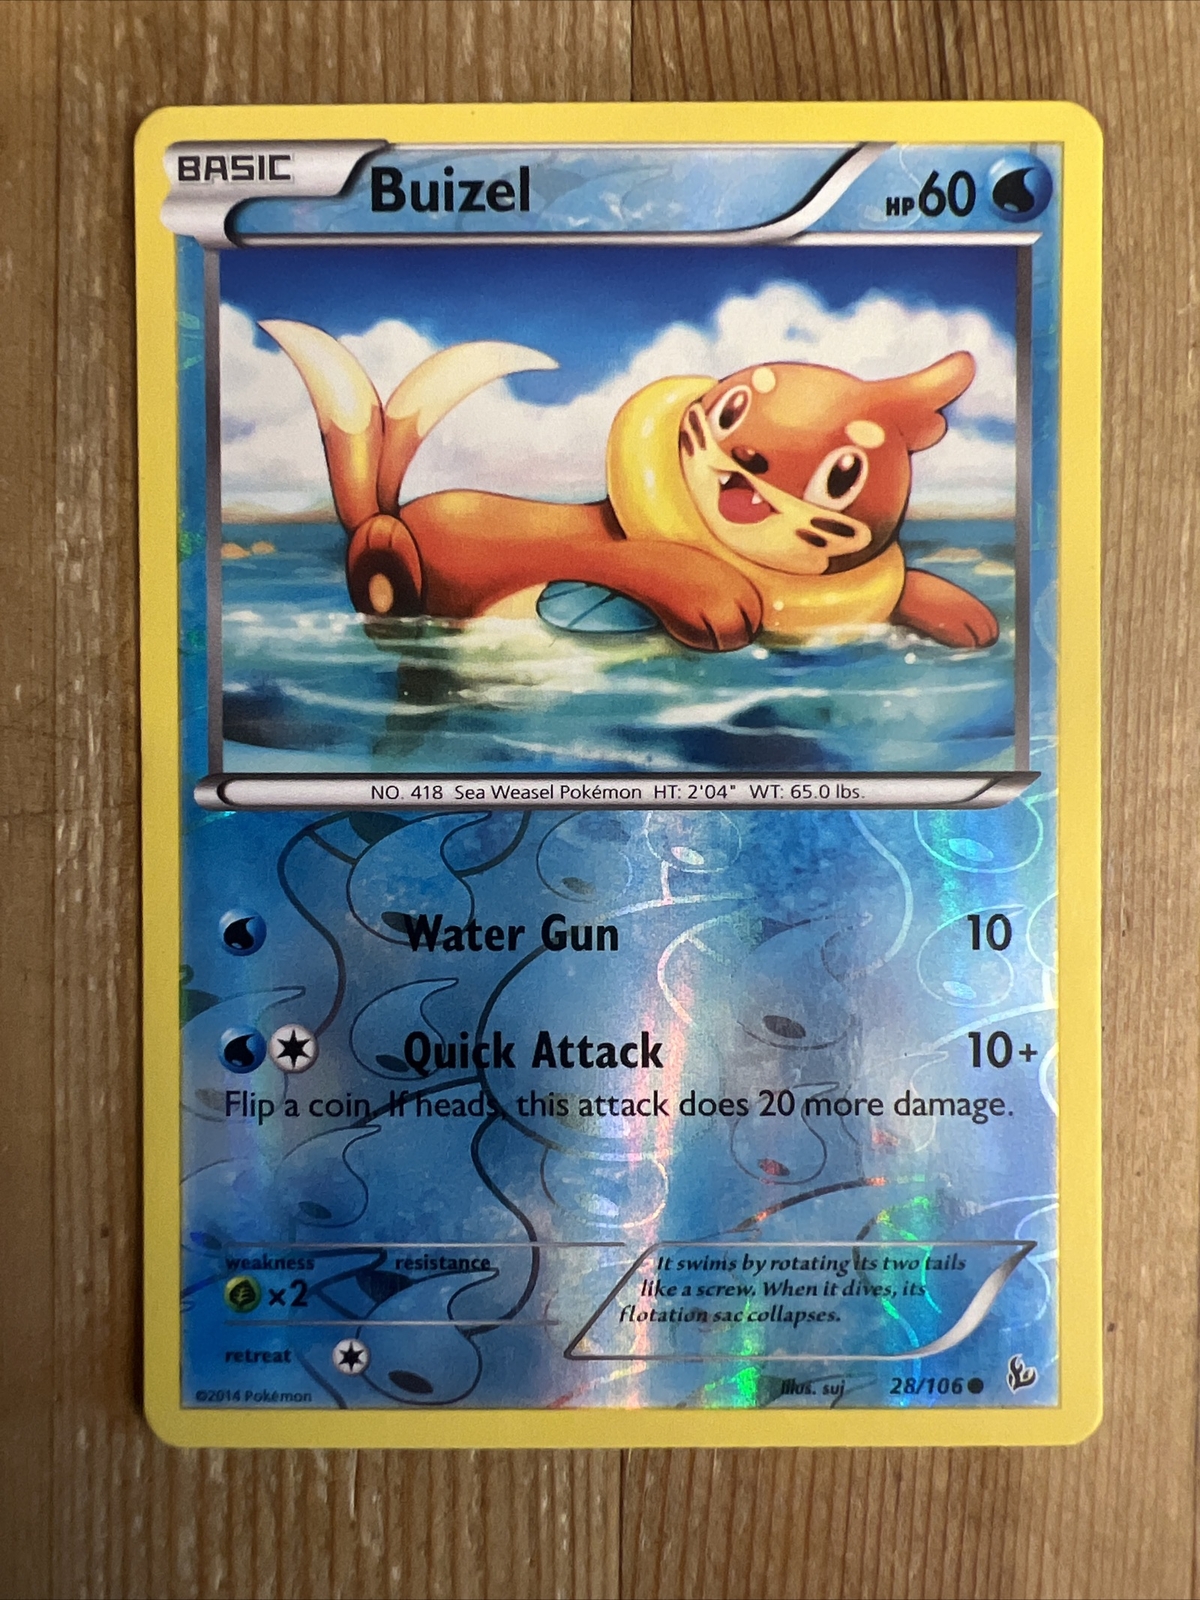 BASIC Buizel HP60
NO. 418 Sea Weasel Pokémon HT: 2'04" WT: 65.0 lbs.
Water Gun 10
Quick Attack 10+
Flip a coin. If heads, this attack does 20 more damage.
weakness resistance
×2
retreat
It swims by rotating its two tails
like a screw. When it dives, its
flotation sac collapses.
©2014 Pokémon
Illus. suj 28/106